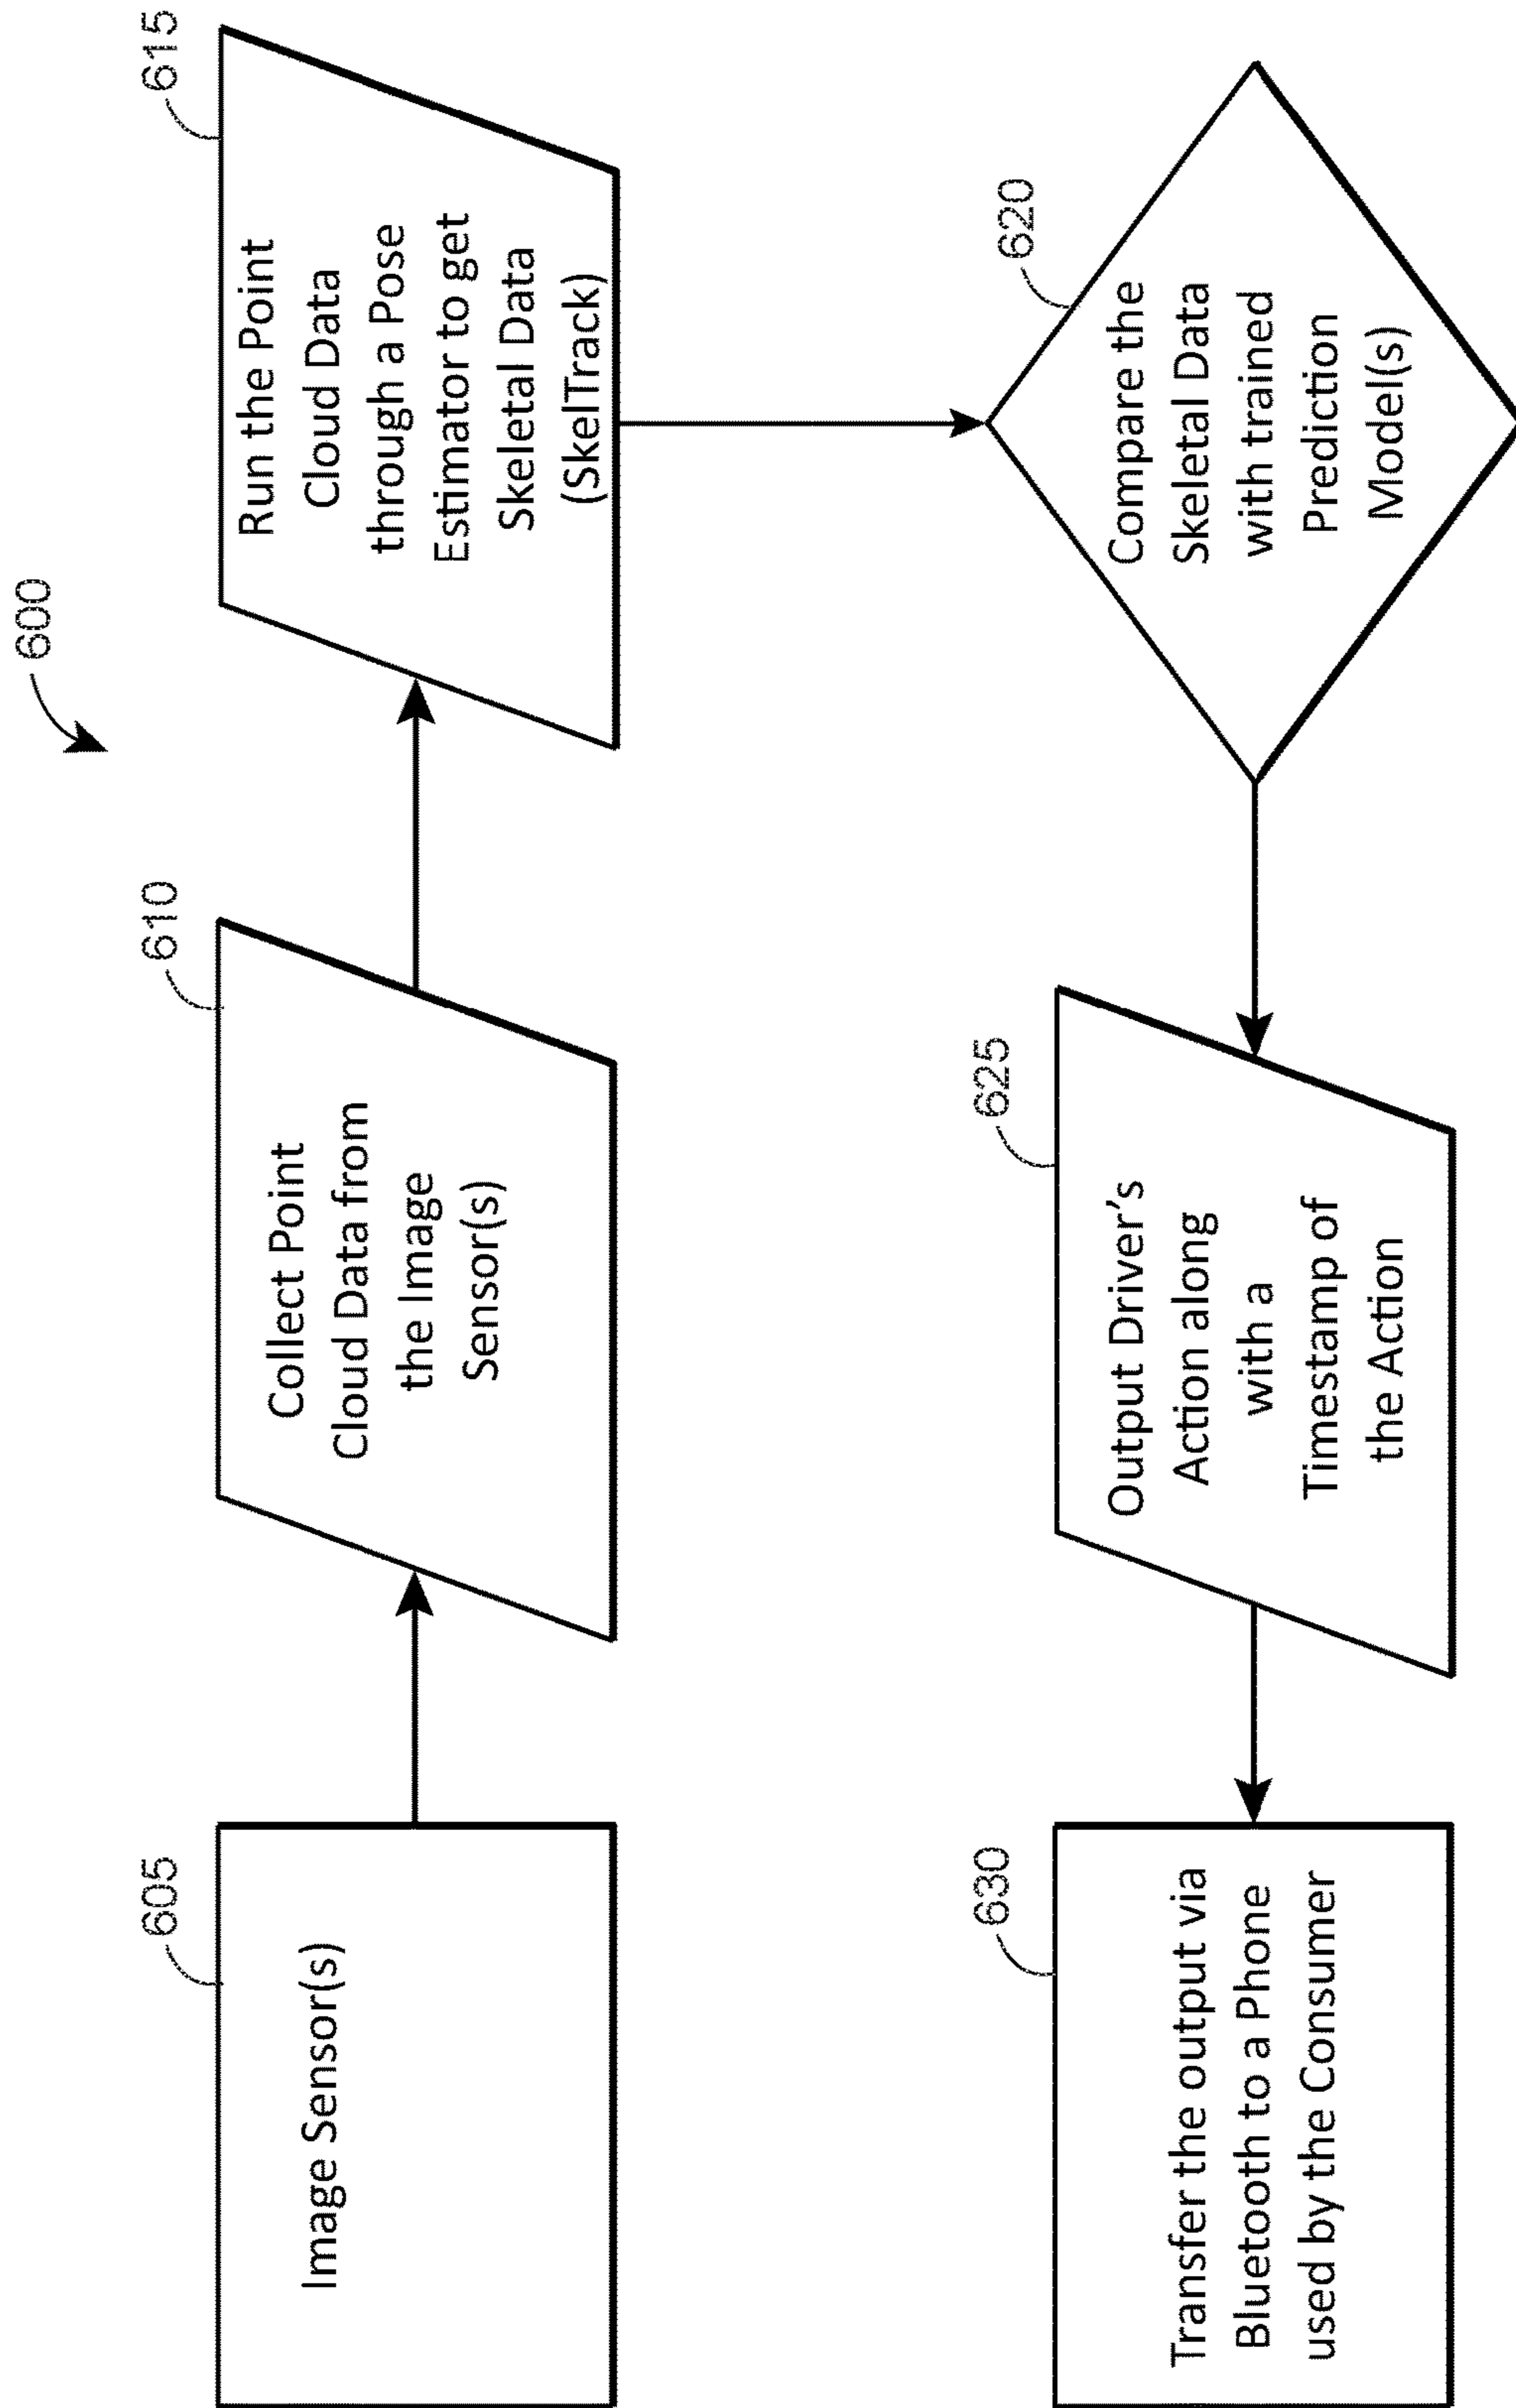 600
605
Image Sensor(s)
610
Collect Point
Cloud Data from
the Image
Sensor(s)
615
Run the Point
Cloud Data
through a Pose
Estimator to get
Skeletal Data
(SkelTrack)
620
Compare the
Skeletal Data
with trained
Prediction
Model(s)
625
Output Driver’s
Action along
with a
Timestamp of
the Action
630
Transfer the output via
Bluetooth to a Phone
used by the Consumer